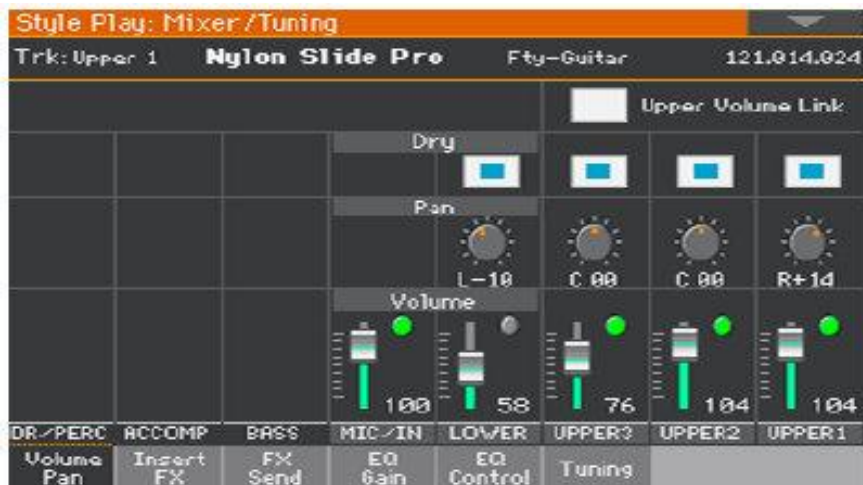 Style Play: Mixer/Tuning
Trk: Upper 1 Nylon Slide Pro Fty-Guitar 121.014.024
Upper Volume Link
Dry
Pan
L-10 C 00 C 00 R+14
Volume
100 58 76 104 104
DR/PERC ACCOMP BASS MIC/IN LOWER UPPER3 UPPER2 UPPER1
Volume Insert FX EQ EQ Tuning
Pan FX Send Gain Control